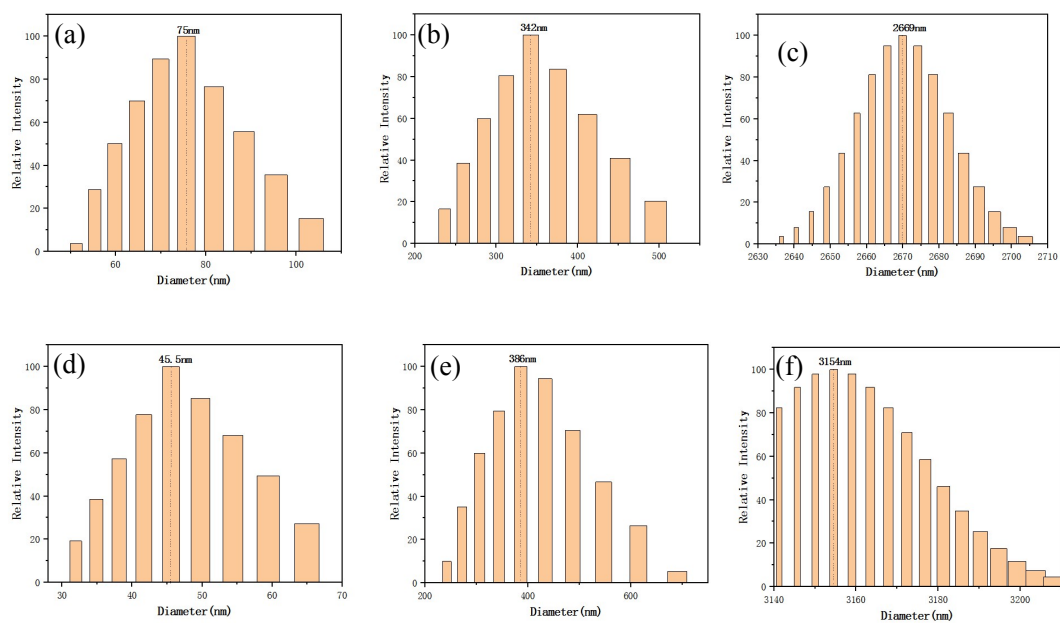 (a)
75nm
Relative Intensity
100
80
60
40
20
0
60 80 100
Diameter(nm)
(b)
342nm
Relative Intensity
100
80
60
40
20
0
200 300 400 500
Diameter(nm)
(c)
2669nm
Relative Intensity
100
80
60
40
20
0
2630 2640 2650 2660 2670 2680 2690 2700 2710
Diameter(nm)
(d)
45.5nm
Relative Intensity
100
80
60
40
20
0
30 40 50 60 70
Diameter(nm)
(e)
386nm
Relative Intensity
100
80
60
40
20
0
200 400 600
Diameter(nm)
(f)
3154nm
Relative Intensity
100
80
60
40
20
0
3140 3160 3180 3200
Diameter(nm)